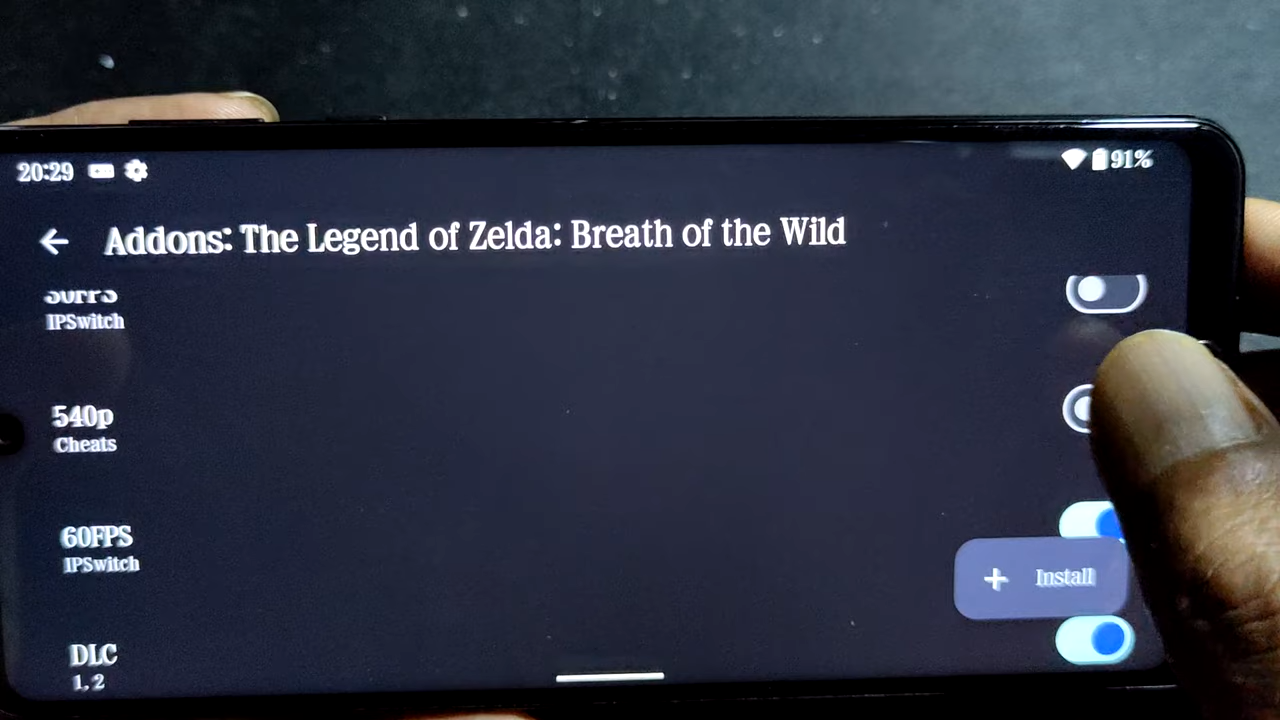 20:29
91%
Addons: The Legend of Zelda: Breath of the Wild
IPSwitch
540p
Cheats
60FPS
IPSwitch
Install
DLC
1, 2